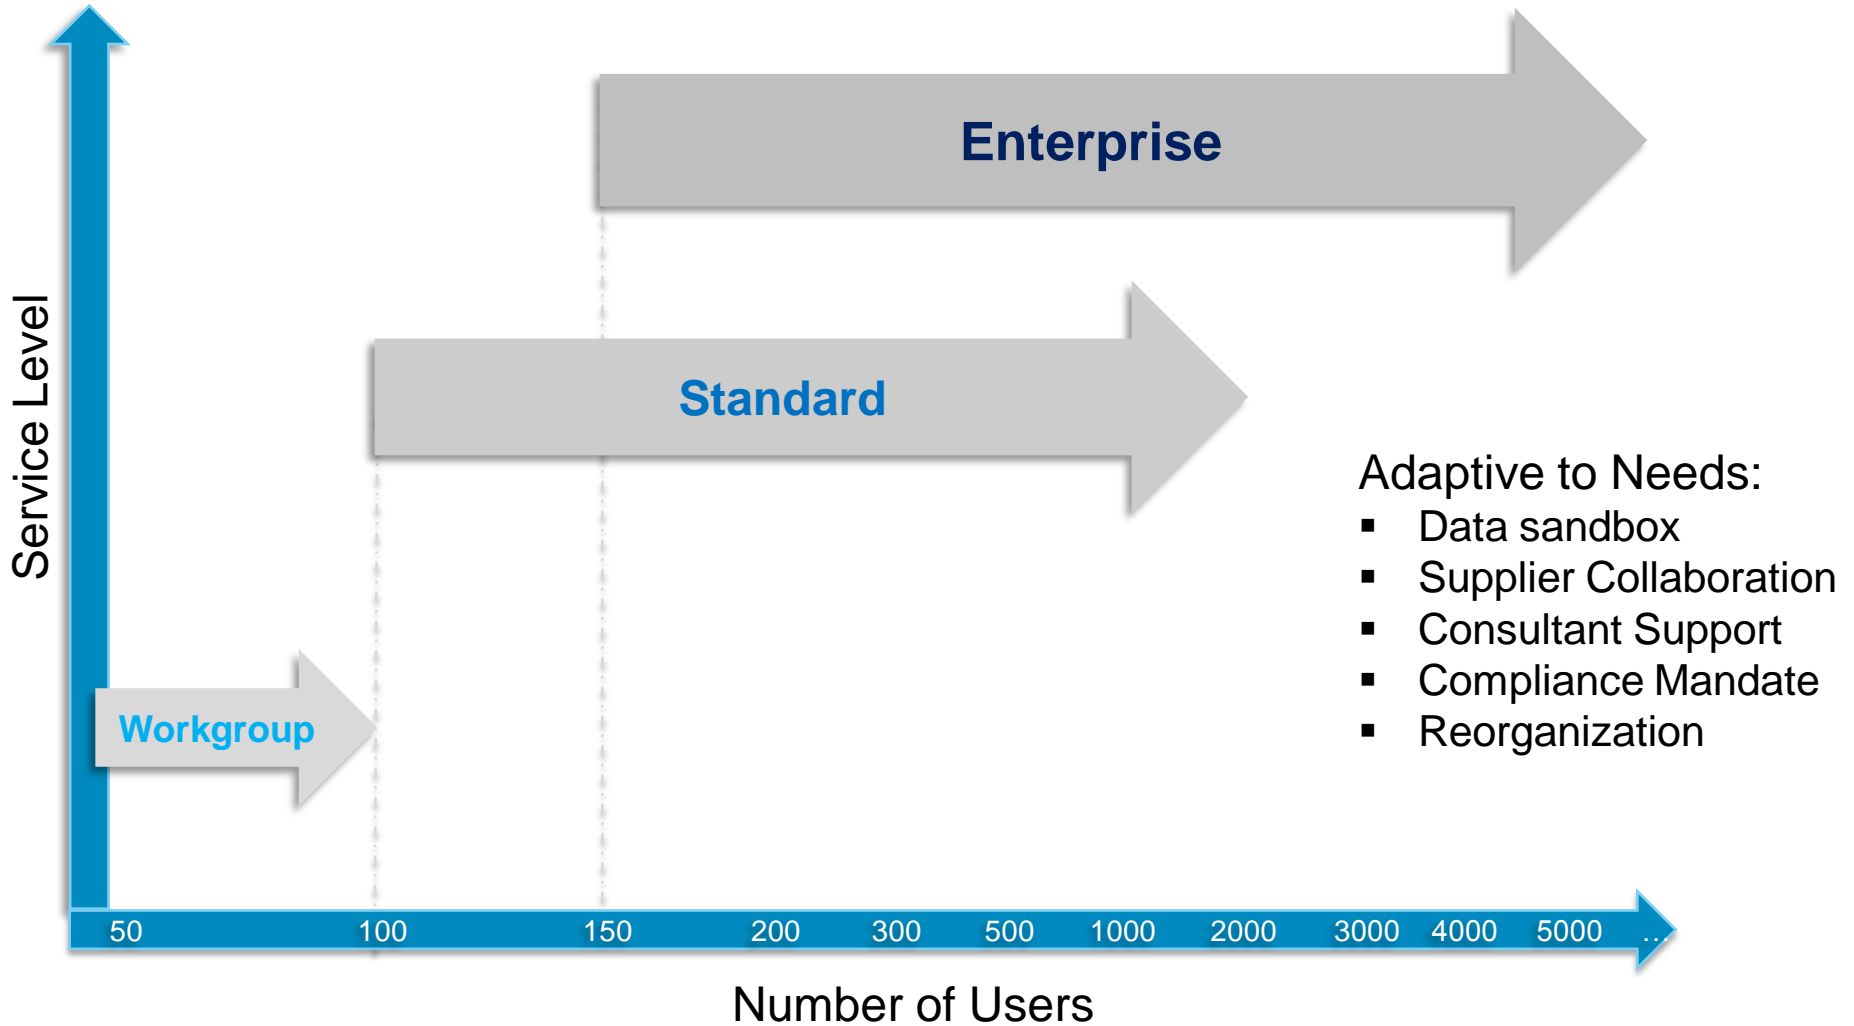 Enterprise
Standard
Workgroup
Service Level
Adaptive to Needs:
▪ Data sandbox
▪ Supplier Collaboration
▪ Consultant Support
▪ Compliance Mandate
▪ Reorganization
50 100 150 200 300 500 1000 2000 3000 4000 5000 ...
Number of Users